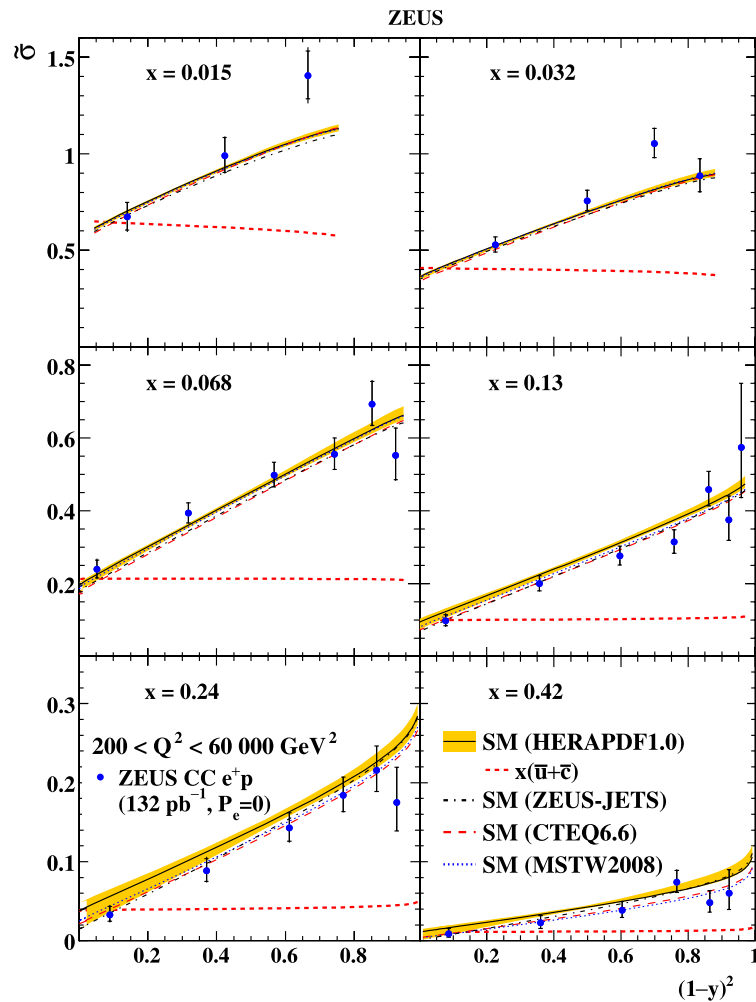 ZEUS
σ̃
x = 0.015
x = 0.032
1.5
1
0.5
x = 0.068
x = 0.13
0.8
0.6
0.4
0.2
x = 0.24
x = 0.42
0.3
0.2
0.1
0
200 < Q² < 60 000 GeV²
ZEUS CC e⁺p
(132 pb⁻¹, Pₑ=0)
SM (HERAPDF1.0)
x(u̅+c̅)
SM (ZEUS-JETS)
SM (CTEQ6.6)
SM (MSTW2008)
0.2 0.4 0.6 0.8 0.2 0.4 0.6 0.8 1
(1–y)²